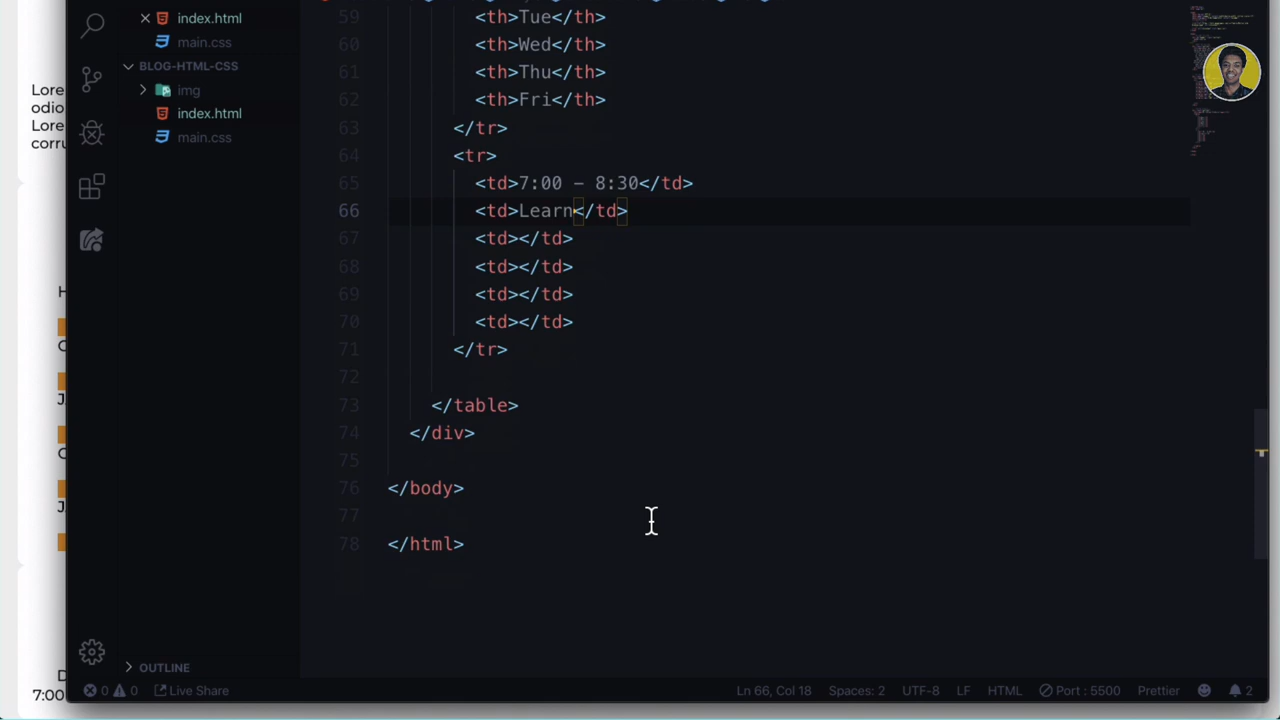 index.html
main.css
BLOG-HTML-CSS
img
index.html
main.css
OUTLINE
Lore
odio
Lore
corru
7:00
59 <th>Tue</th>
60 <th>Wed</th>
61 <th>Thu</th>
62 <th>Fri</th>
63 </tr>
64 <tr>
65 <td>7:00 - 8:30</td>
66 <td>Learn</td>
67 <td></td>
68 <td></td>
69 <td></td>
70 <td></td>
71 </tr>
72
73 </table>
74 </div>
75
76 </body>
77
78 </html>
0 0 Live Share Ln 66, Col 18 Spaces: 2 UTF-8 LF HTML Port : 5500 Prettier 2